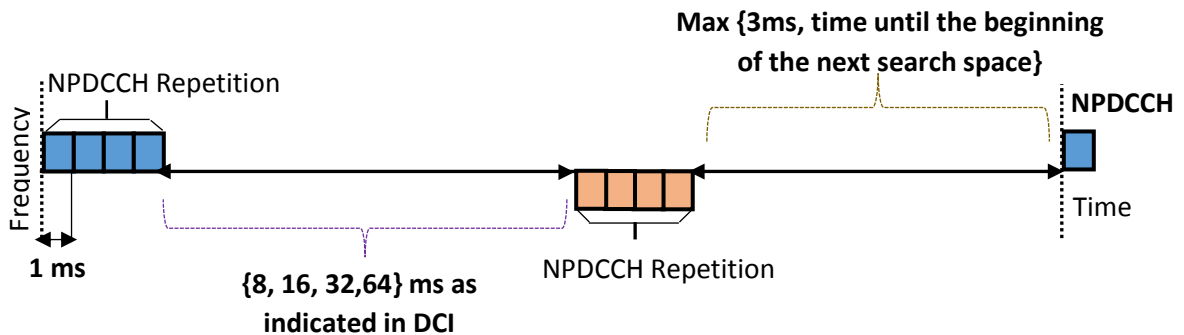 Max {3ms, time until the beginning
of the next search space}
NPDCCH Repetition
NPDCCH
Frequency
Time
1 ms
NPDCCH Repetition
{8, 16, 32,64} ms as
indicated in DCI